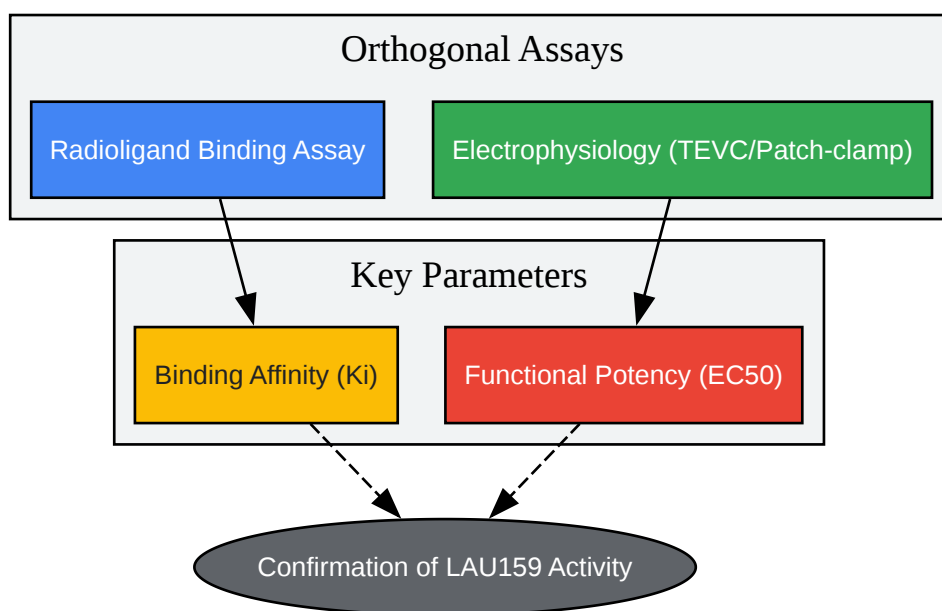 Orthogonal Assays
Radioligand Binding Assay
Electrophysiology (TEVC/Patch-clamp)
Key Parameters
Binding Affinity (Ki)
Functional Potency (EC50)
Confirmation of LAU159 Activity